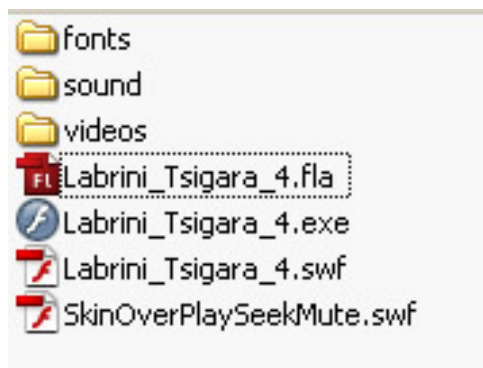 fonts
sound
videos
Labrini_Tsigara_4.fla
Labrini_Tsigara_4.exe
Labrini_Tsigara_4.swf
SkinOverPlaySeekMute.swf